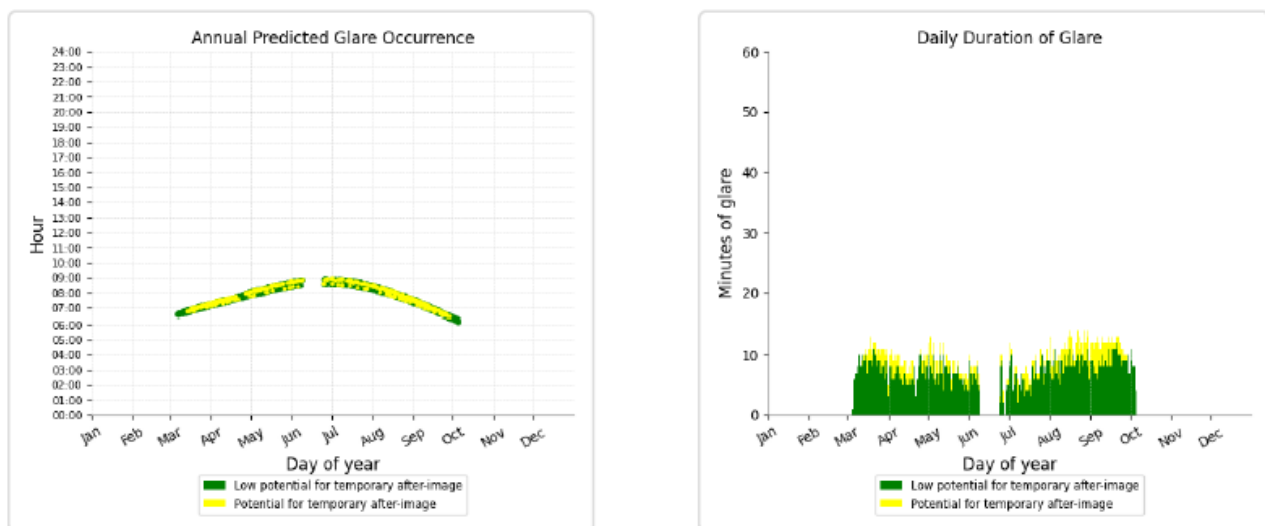 Annual Predicted Glare Occurrence
24:00
23:00
22:00
21:00
20:00
19:00
18:00
17:00
16:00
15:00
14:00
13:00
12:00
11:00
10:00
09:00
08:00
07:00
06:00
05:00
04:00
03:00
02:00
01:00
00:00
Hour
Jan Feb Mar Apr May Jun Jul Aug Sep Oct Nov Dec
Day of year
Low potential for temporary after-image
Potential for temporary after-image
Daily Duration of Glare
60
50
40
30
20
10
0
Minutes of glare
Jan Feb Mar Apr May Jun Jul Aug Sep Oct Nov Dec
Day of year
Low potential for temporary after-image
Potential for temporary after-image